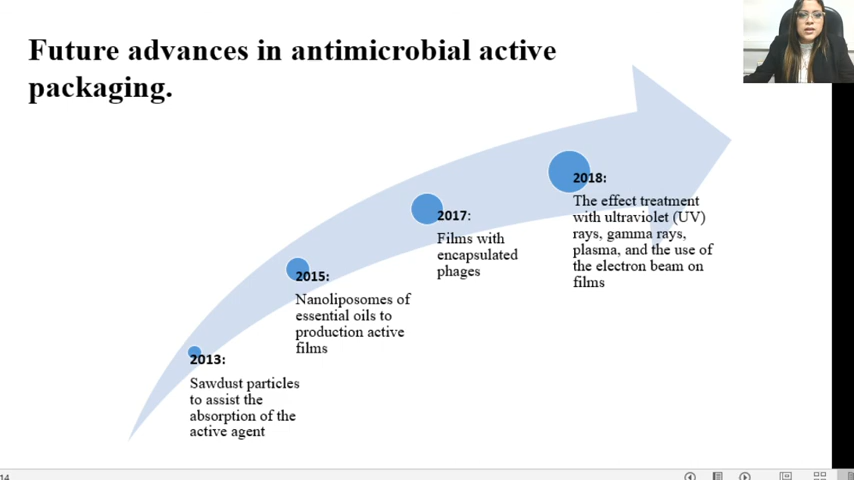 Future advances in antimicrobial active
packaging.
2018:
The effect treatment
with ultraviolet (UV)
rays, gamma rays,
plasma, and the use of
the electron beam on
films
2017:
Films with
encapsulated
phages
2015:
Nanoliposomes of
essential oils to
production active
films
2013:
Sawdust particles
to assist the
absorption of the
active agent
14